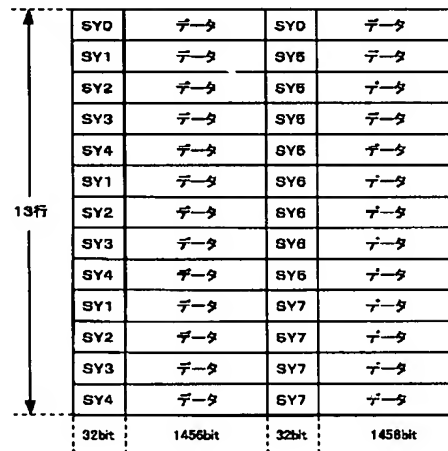 SY0 データ SY0 データ
SY1 データ SY5 データ
SY2 データ SY5 データ
SY3 データ SY5 データ
SY4 データ SY5 データ
SY1 データ SY6 データ
13行
SY2 データ SY6 データ
SY3 データ SY6 データ
SY4 データ SY6 データ
SY1 データ SY7 データ
SY2 データ SY7 データ
SY3 データ SY7 データ
SY4 データ SY7 データ
32bit 1456bit 32bit 1456bit